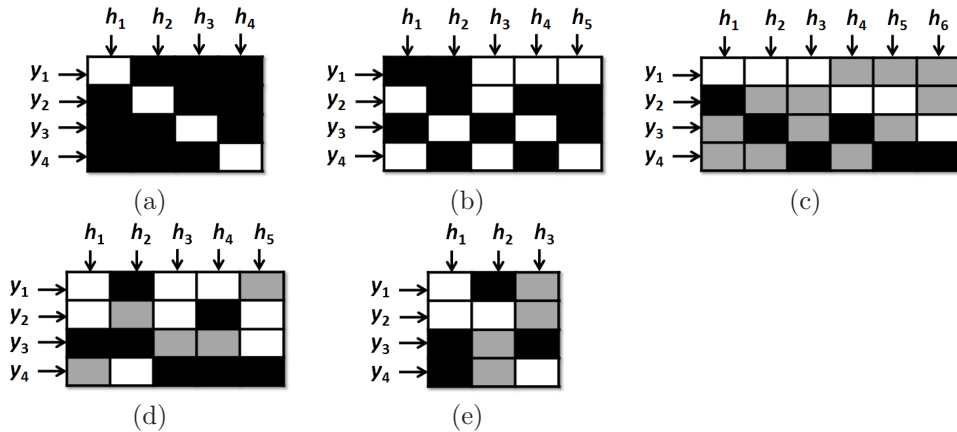 h1 h2 h3 h4
y1
y2
y3
y4
(a)
h1 h2 h3 h4 h5
y1
y2
y3
y4
(b)
h1 h2 h3 h4 h5 h6
y1
y2
y3
y4
(c)
h1 h2 h3 h4 h5
y1
y2
y3
y4
(d)
h1 h2 h3
y1
y2
y3
y4
(e)